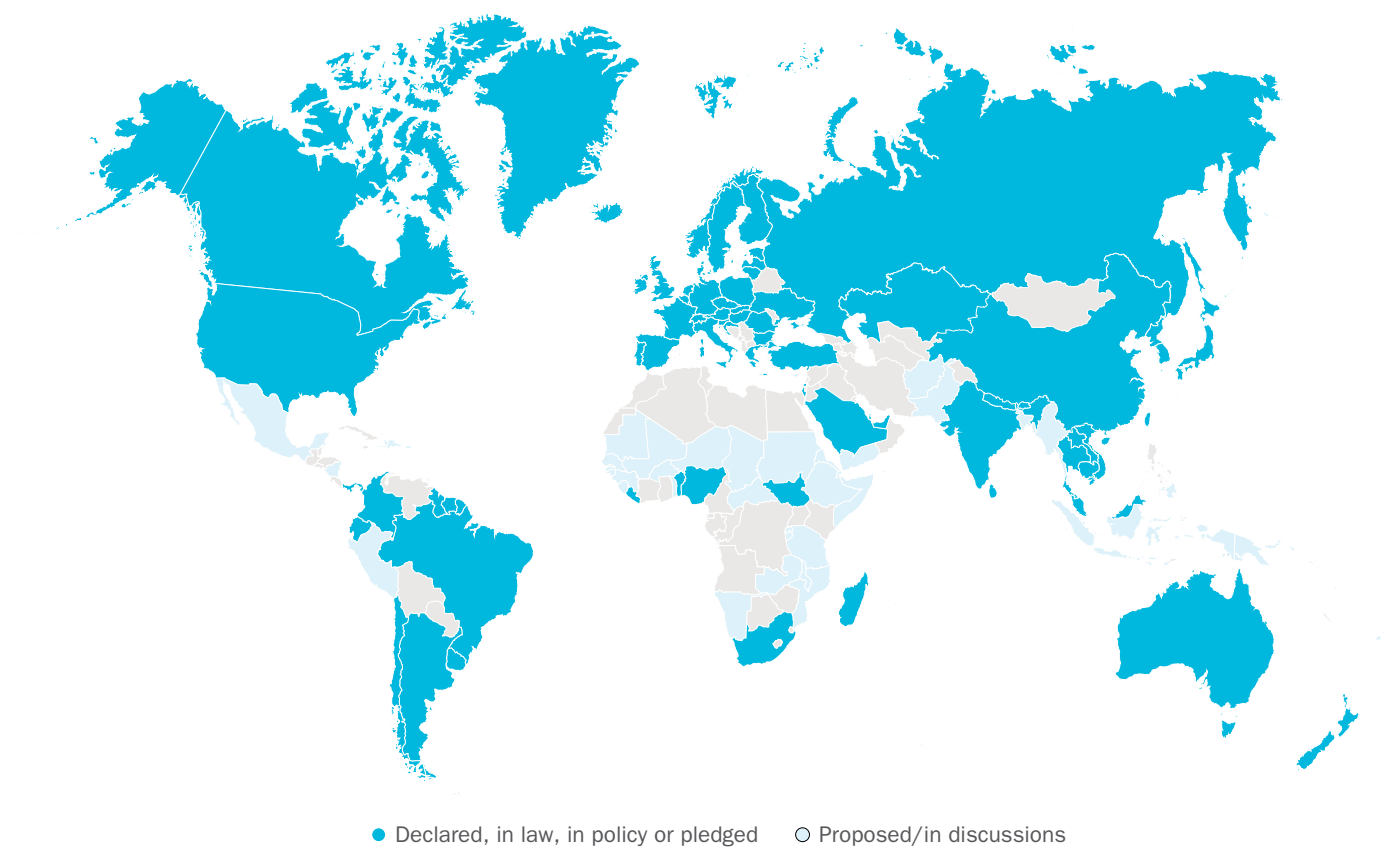 Declared, in law, in policy or pledged
Proposed/in discussions